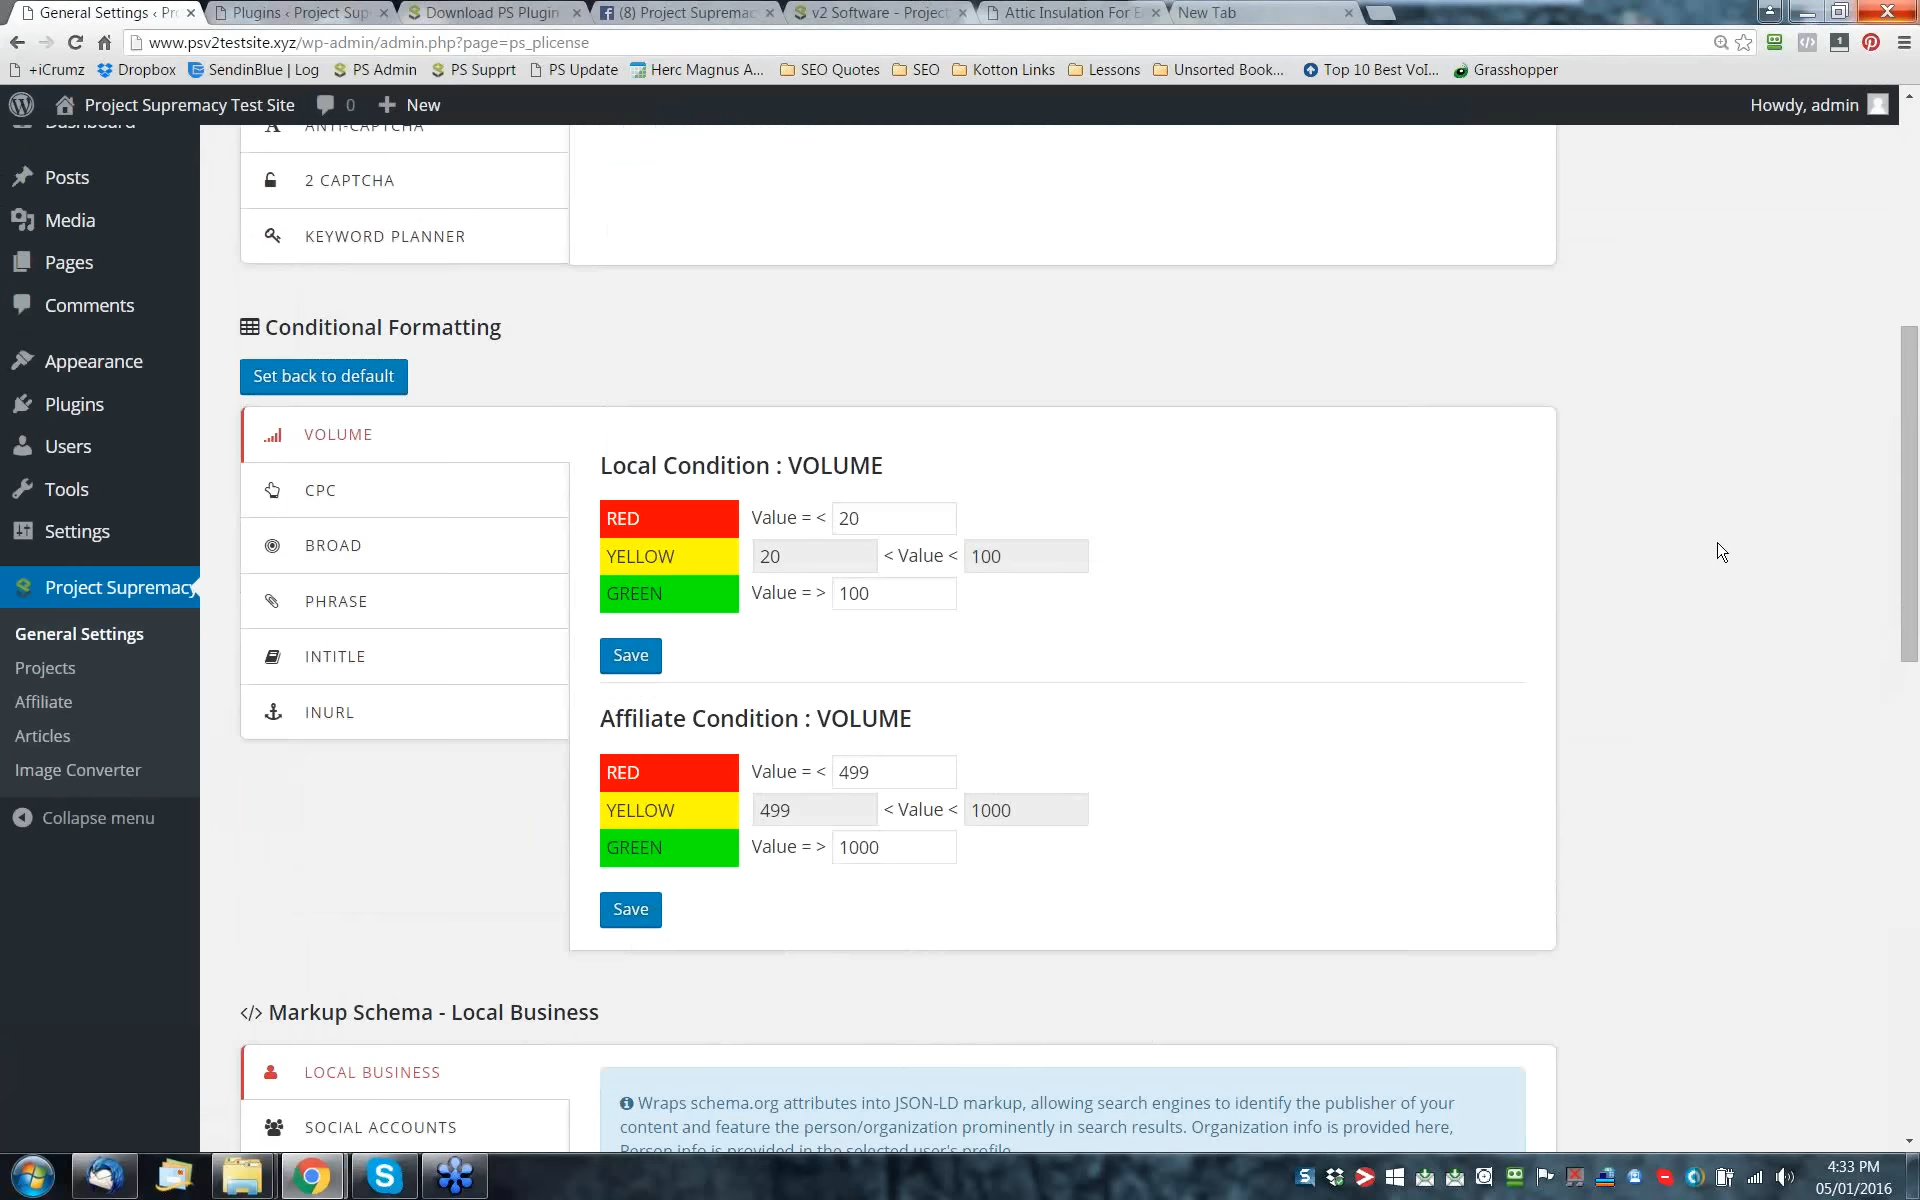 General Settings ‹ Pro
Plugins ‹ Project Sup
Download PS Plugin
(8) Project Supremac
v2 Software - Project
Attic Insulation For E
New Tab
www.psv2testsite.xyz/wp-admin/admin.php?page=ps_plicense
+iCrumz
Dropbox
SendinBlue | Log
PS Admin
PS Supprt
PS Update
Herc Magnus A...
SEO Quotes
SEO
Kotton Links
Lessons
Unsorted Book...
Top 10 Best VoI...
Grasshopper
Project Supremacy Test Site
0
New
Howdy, admin
Dashboard
Posts
Media
Pages
Comments
Appearance
Plugins
Users
Tools
Settings
Project Supremacy
General Settings
Projects
Affiliate
Articles
Image Converter
Collapse menu
ANTI-CAPTCHA
2 CAPTCHA
KEYWORD PLANNER
Conditional Formatting
Set back to default
VOLUME
CPC
BROAD
PHRASE
INTITLE
INURL
Local Condition : VOLUME
RED Value = < 20
YELLOW 20 < Value < 100
GREEN Value = > 100
Save
Affiliate Condition : VOLUME
RED Value = < 499
YELLOW 499 < Value < 1000
GREEN Value = > 1000
Save
</> Markup Schema - Local Business
LOCAL BUSINESS
SOCIAL ACCOUNTS
Wraps schema.org attributes into JSON-LD markup, allowing search engines to identify the publisher of your
content and feature the person/organization prominently in search results. Organization info is provided here,
Person info is provided in the selected user's profile.
4:33 PM
05/01/2016